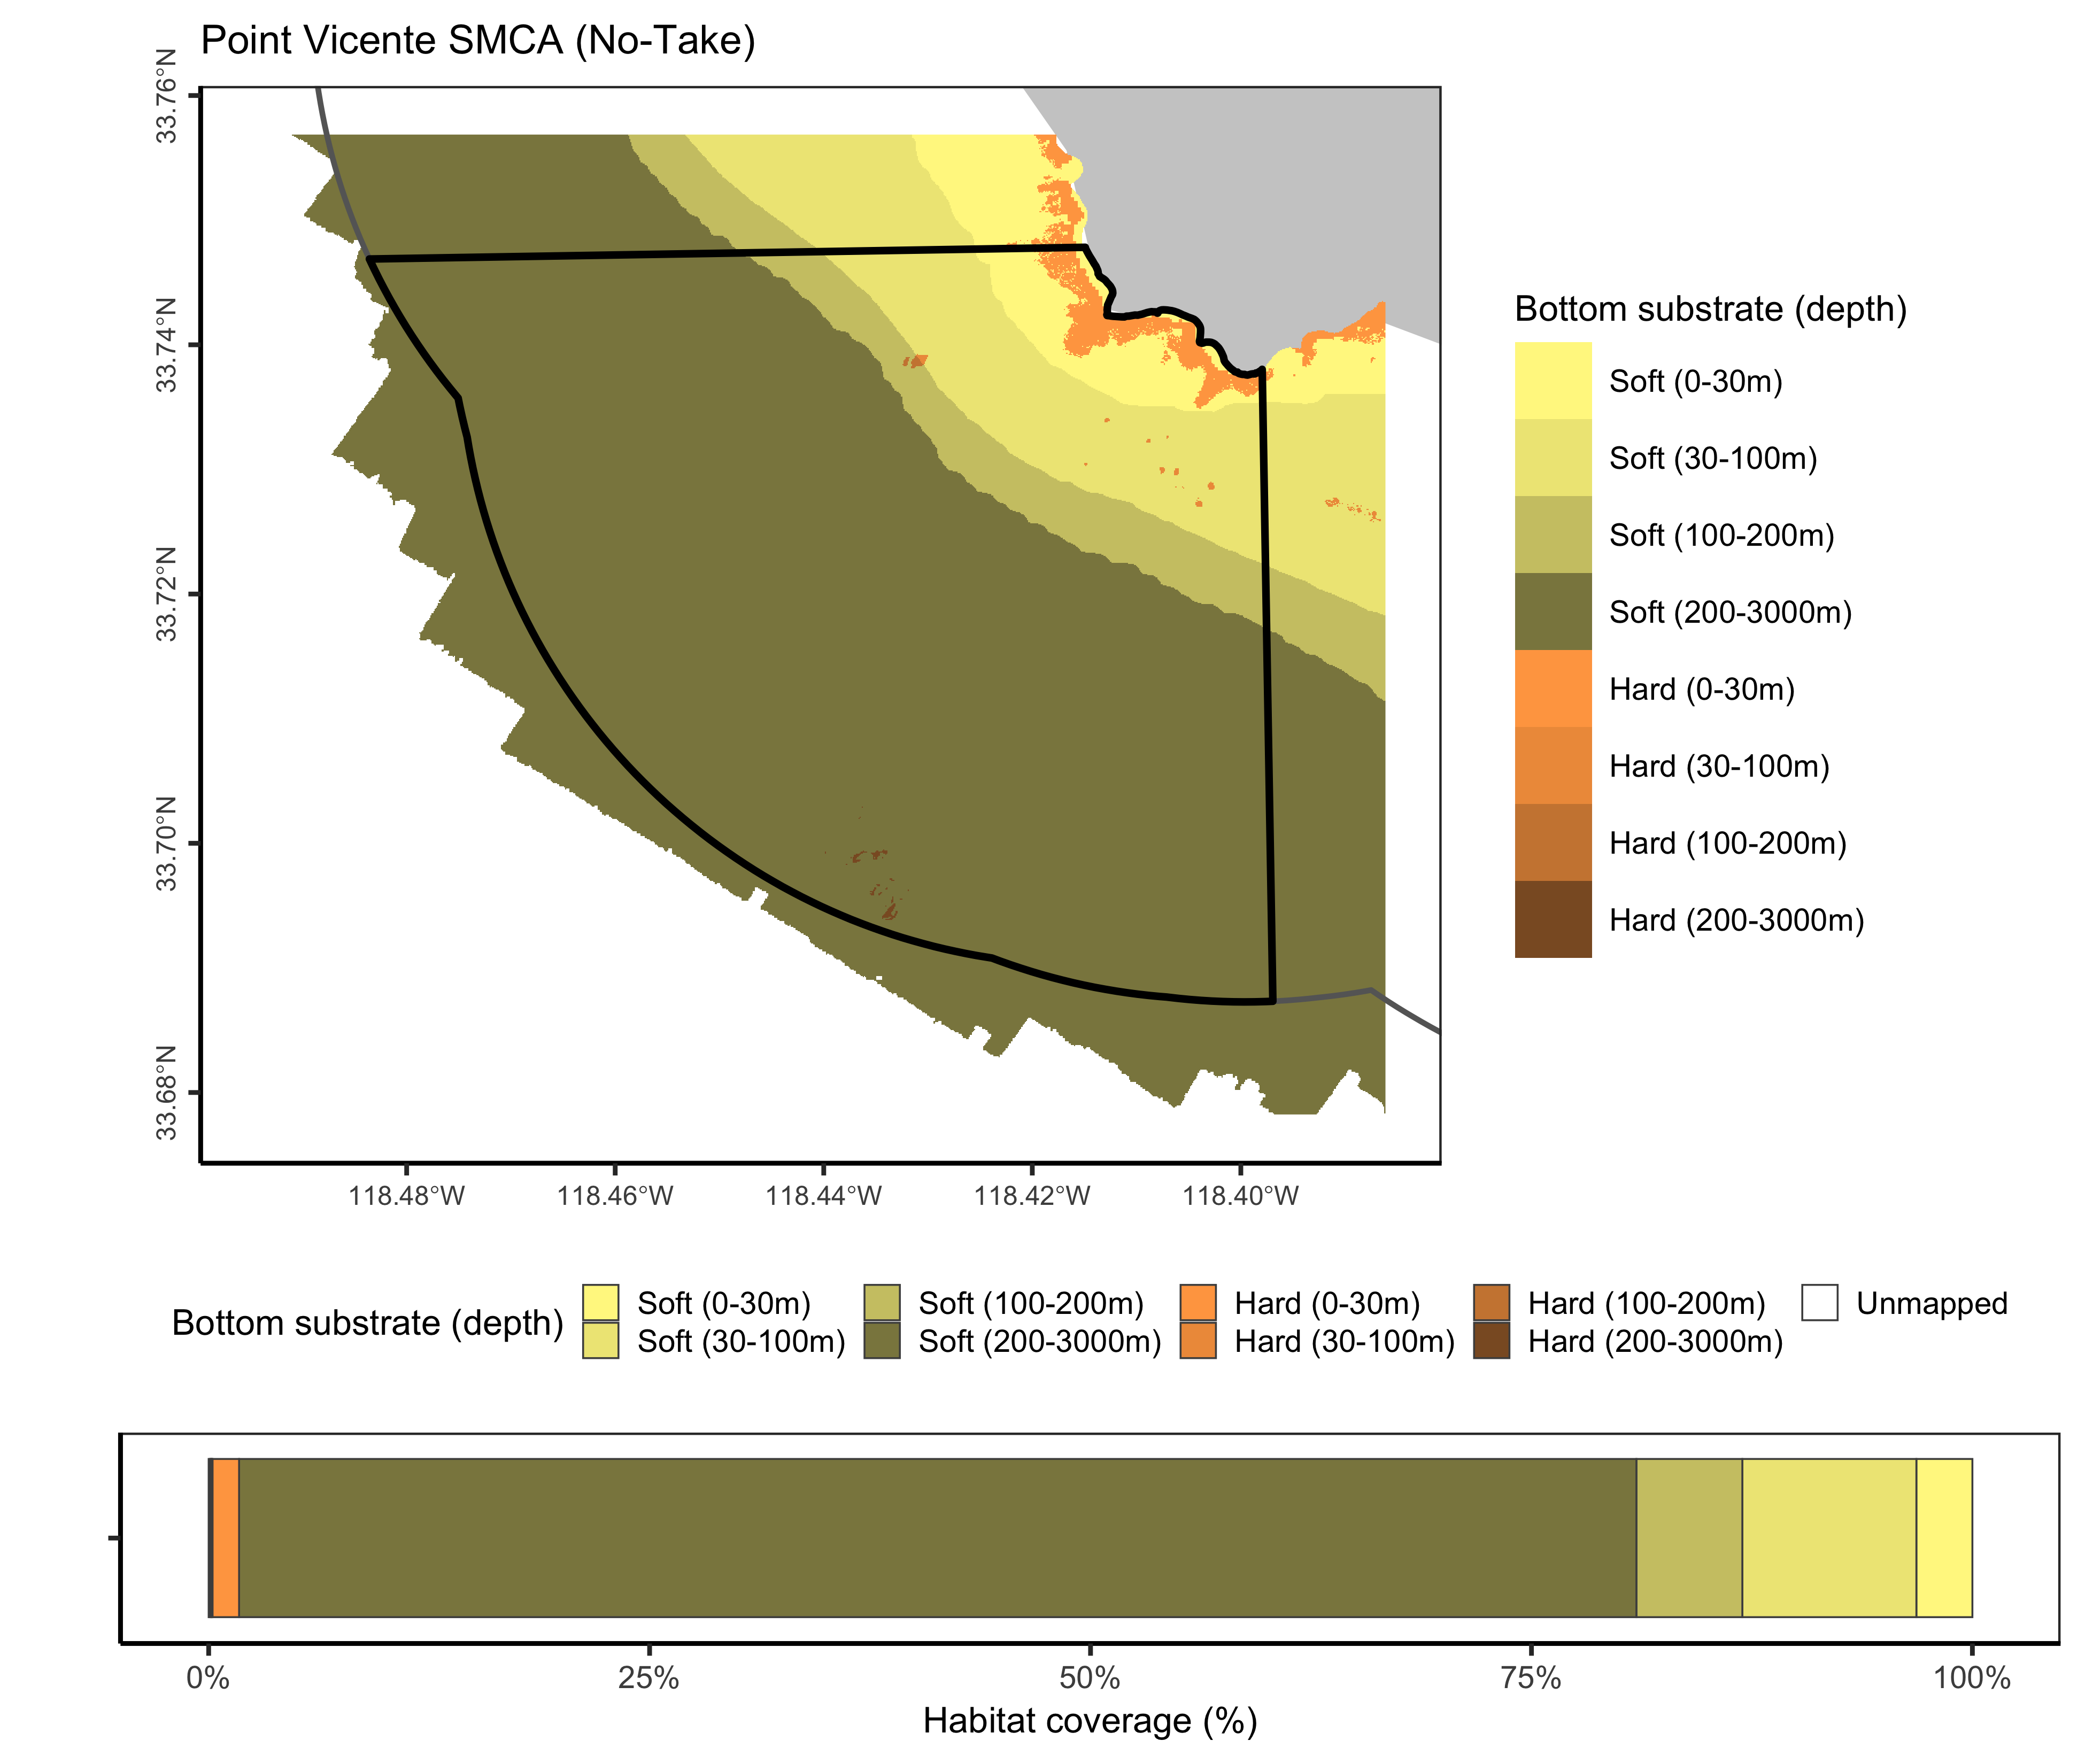 Point Vicente SMCA (No-Take)
33.76°N
33.74°N
33.72°N
33.70°N
33.68°N
118.48°W 118.46°W 118.44°W 118.42°W 118.40°W
Bottom substrate (depth)
Soft (0-30m)
Soft (30-100m)
Soft (100-200m)
Soft (200-3000m)
Hard (0-30m)
Hard (30-100m)
Hard (100-200m)
Hard (200-3000m)
Bottom substrate (depth)
Soft (0-30m) Soft (100-200m) Hard (0-30m) Hard (100-200m) Unmapped
Soft (30-100m) Soft (200-3000m) Hard (30-100m) Hard (200-3000m)
0% 25% 50% 75% 100%
Habitat coverage (%)